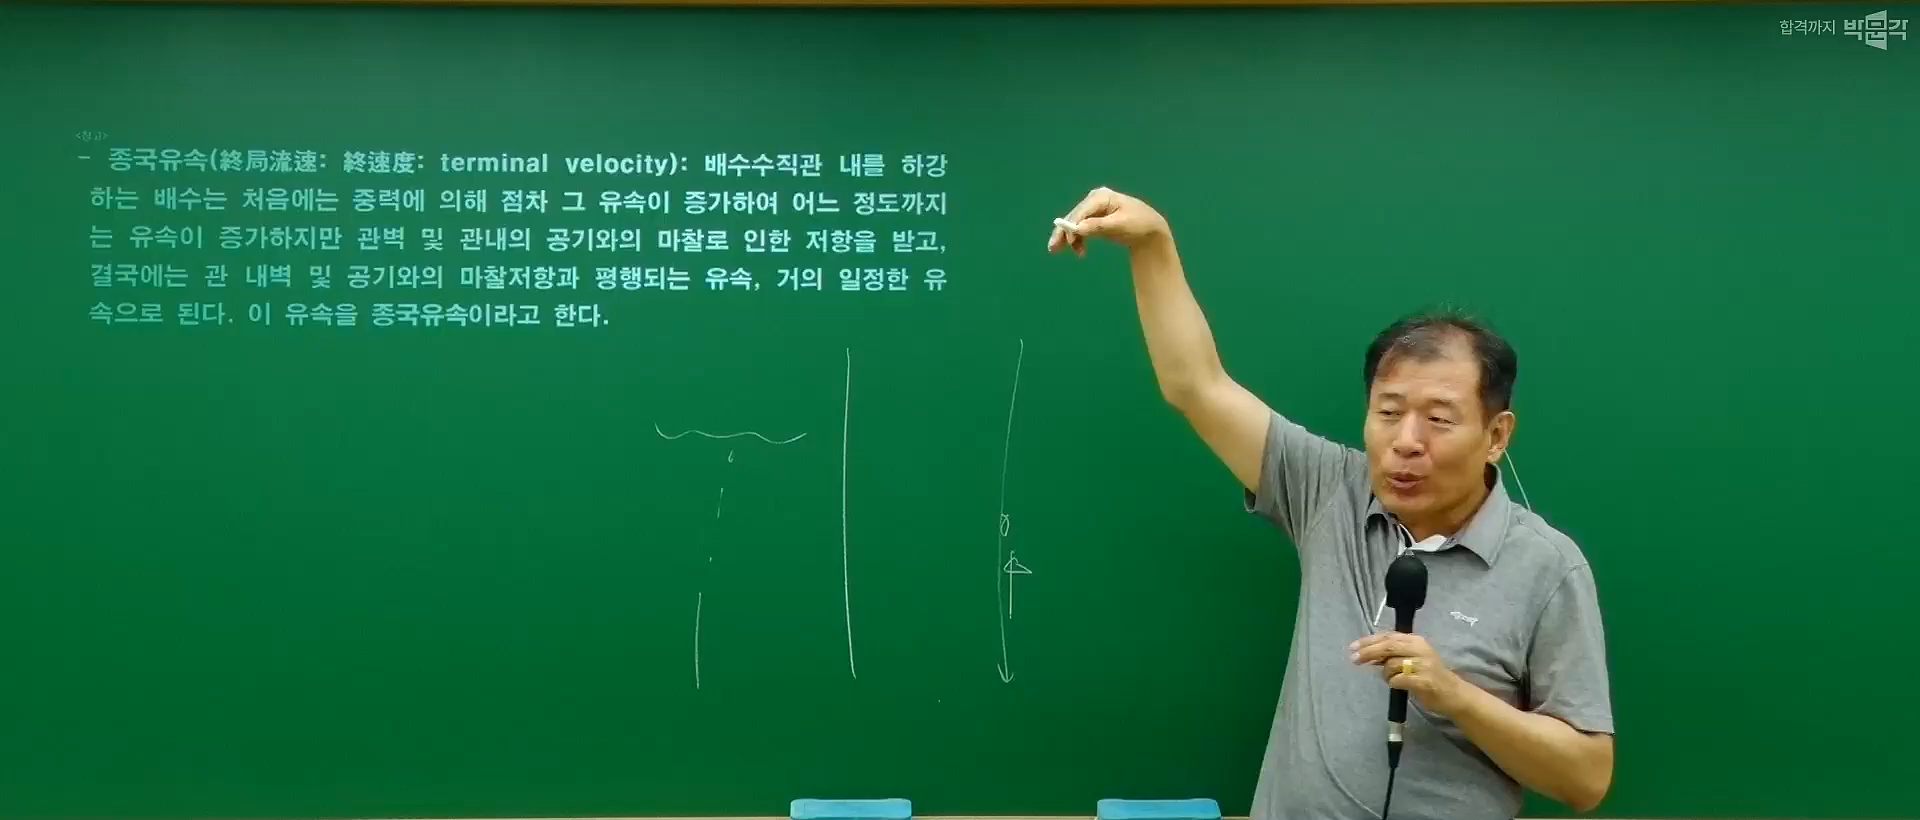 합격까지 박문각
<참고>
- 종국유속(終局流速: 終速度: terminal velocity): 배수수직관 내를 하강
하는 배수는 처음에는 중력에 의해 점차 그 유속이 증가하여 어느 정도까지
는 유속이 증가하지만 관벽 및 관내의 공기와의 마찰로 인한 저항을 받고,
결국에는 관 내벽 및 공기와의 마찰저항과 평행되는 유속, 거의 일정한 유
속으로 된다. 이 유속을 종국유속이라고 한다.